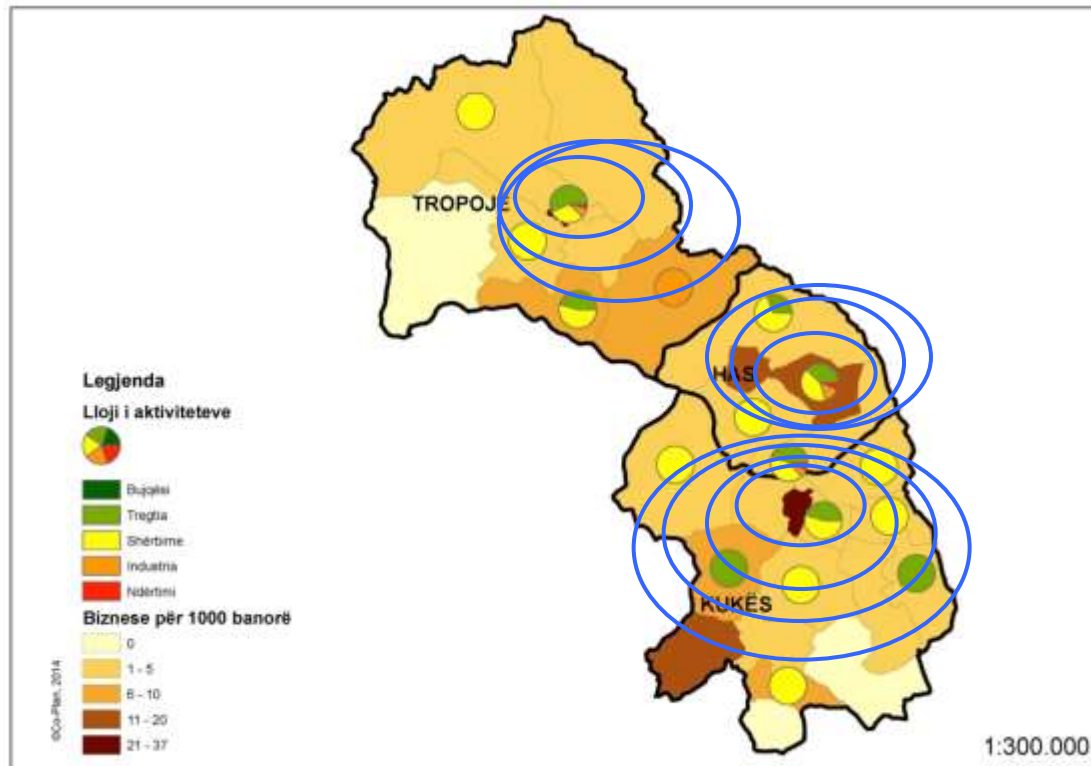 TROPOJË
HAS
KUKËS
Legjenda
Lloji i aktiviteteve
Bujqësi
Tregtia
Shërbime
Industria
Ndërtimi
Biznese për 1000 banorë
0
1 - 5
6 - 10
11 - 20
21 - 37
©Co-Plan, 2014
1:300.000